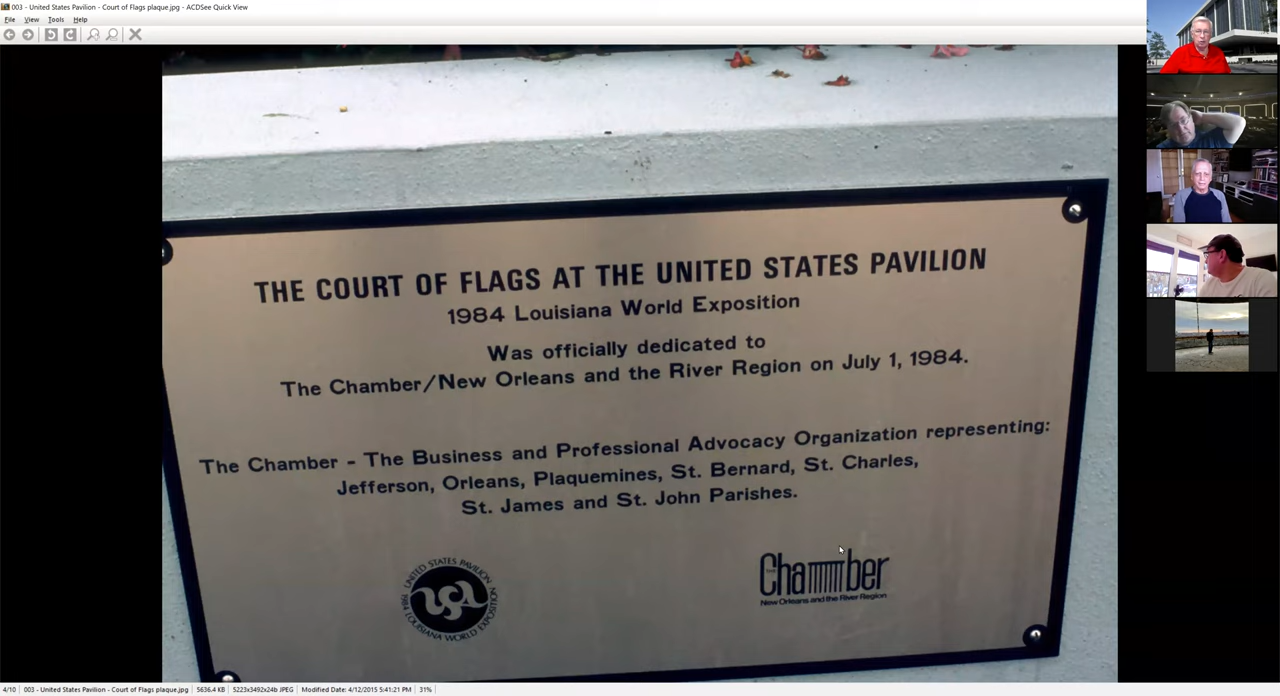 003 - United States Pavilion - Court of Flags plaque.jpg - ACDSee Quick View
File View Tools Help
THE COURT OF FLAGS AT THE UNITED STATES PAVILION
1984 Louisiana World Exposition
Was officially dedicated to
The Chamber/New Orleans and the River Region on July 1, 1984.
The Chamber - The Business and Professional Advocacy Organization representing:
Jefferson, Orleans, Plaquemines, St. Bernard, St. Charles,
St. James and St. John Parishes.
UNITED STATES PAVILION
usa
1984 LOUISIANA WORLD EXPOSITION
The Chamber
New Orleans and the River Region
4/10 003 - United States Pavilion - Court of Flags plaque.jpg 5636.4 KB 5223x3492x24b JPEG Modified Date: 4/12/2015 5:41:21 PM 31%